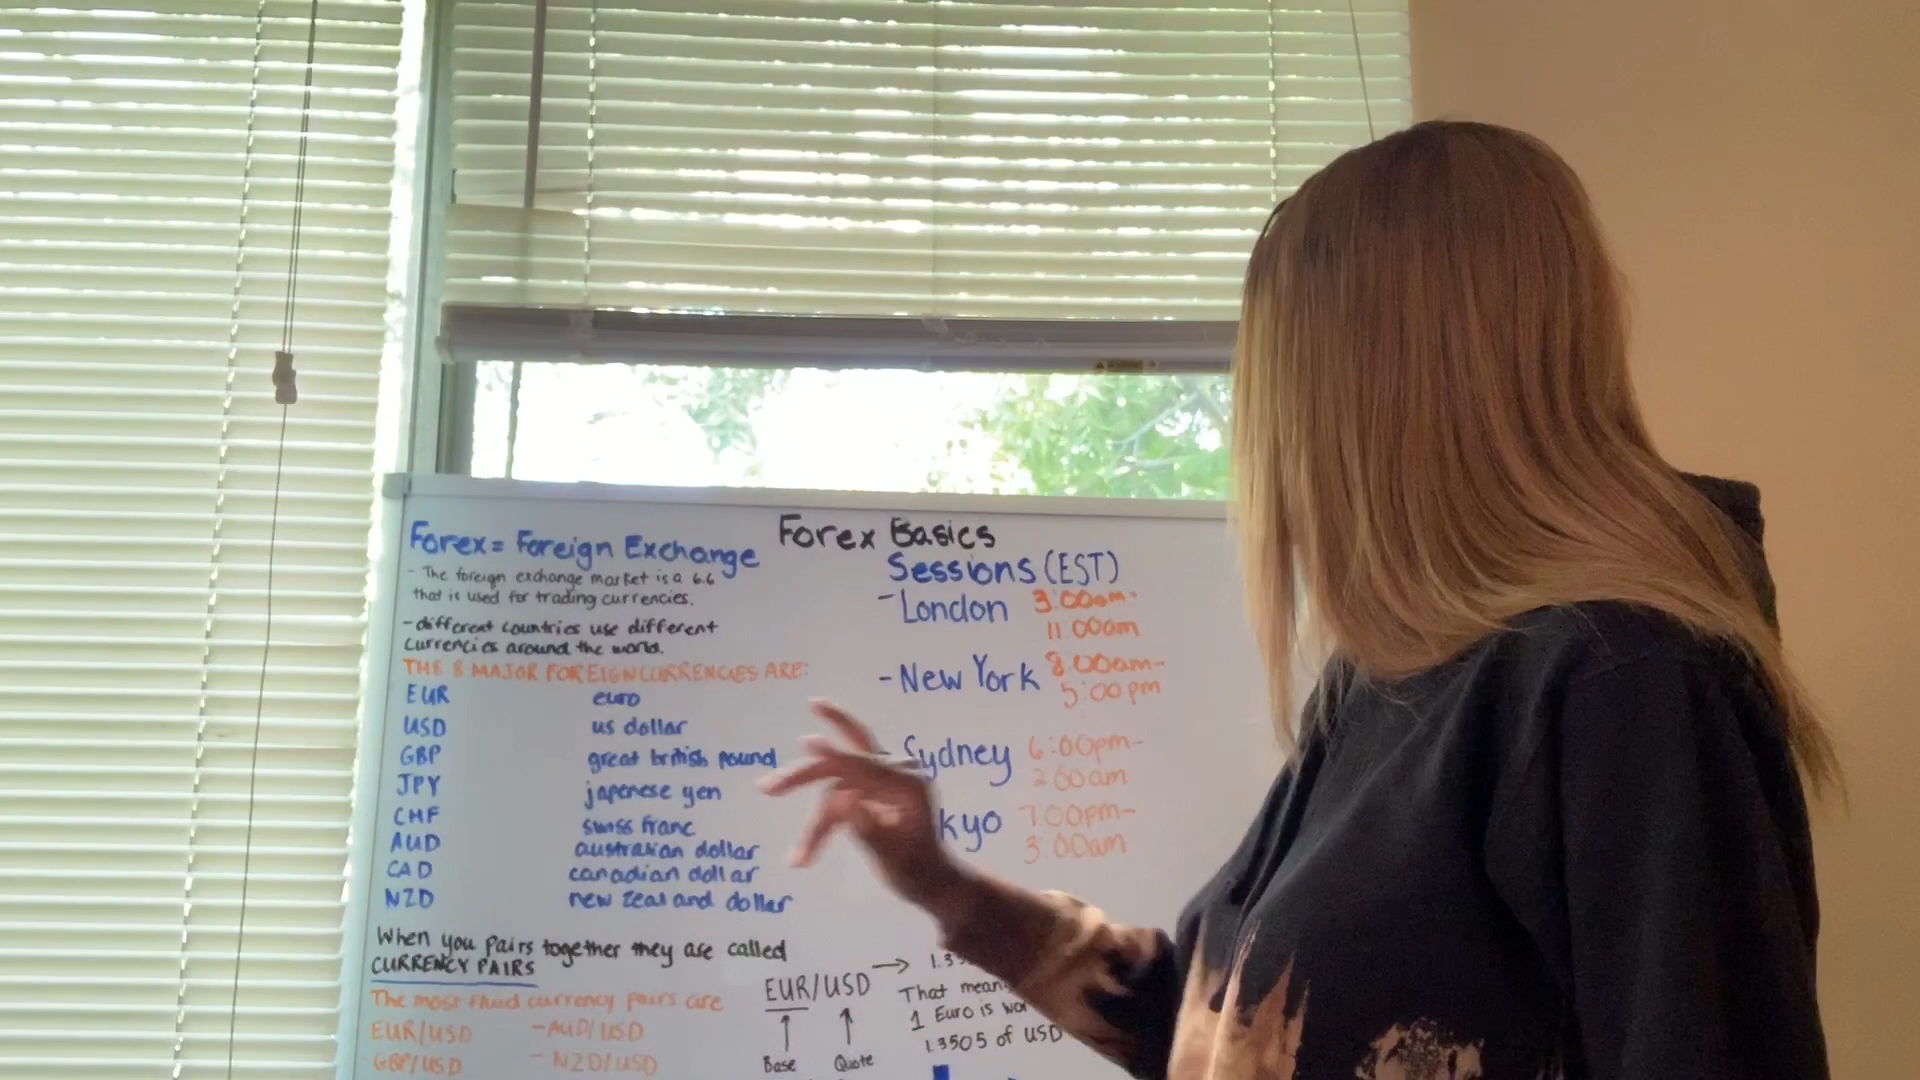 Forex Basics
Forex = Foreign Exchange
- The foreign exchange market is a 6.6
that is used for trading currencies.
- different countries use different
currencies around the world.
THE 8 MAJOR FOREIGN CURRENCIES ARE:
EUR euro
USD us dollar
GBP great british pound
JPY japenese yen
CHF swiss franc
AUD australian dollar
CAD canadian dollar
NZD new zealand dollar
When you pairs together they are called
CURRENCY PAIRS
The most fluid currency pairs are
EUR/USD - AUD/USD
GBP/USD - NZD/USD
Sessions (EST)
- London 3:00am-
11:00am
- New York 8:00am-
5:00pm
- Sydney 6:00pm-
2:00am
kyo 7:00pm-
3:00am
EUR/USD → 1.3
That mean
1 Euro is wo
1.3505 of USD
Base Quote